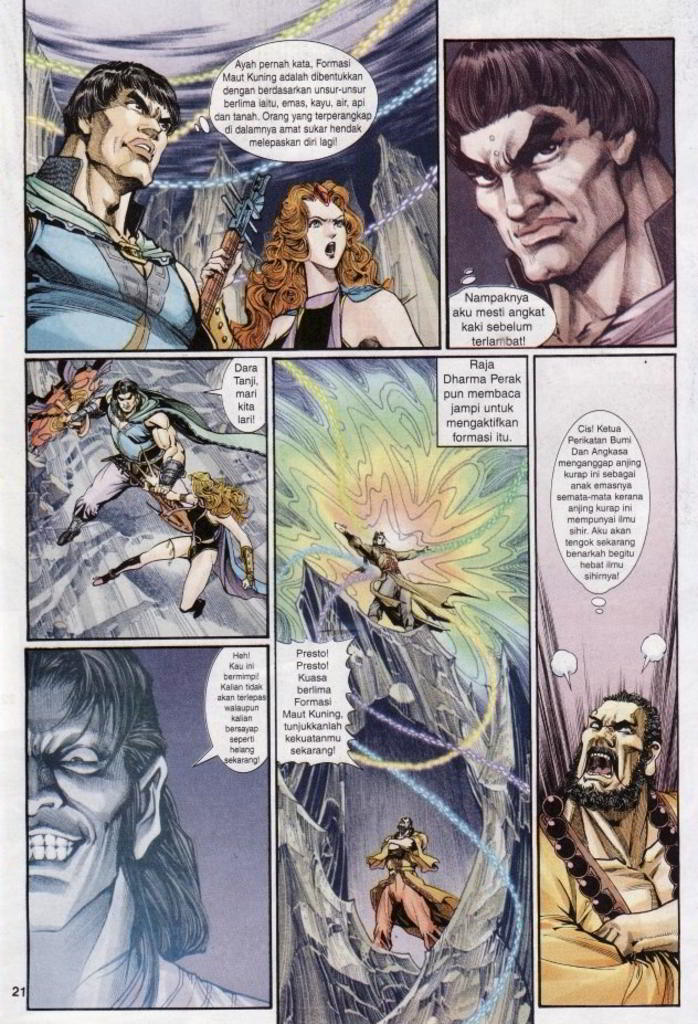 Ayah pernah kata, Formasi
Maut Kuning adalah dibentukkan
dengan berdasarkan unsur-unsur
berlima iaitu, emas, kayu, air, api
dan tanah. Orang yang terperangkap
di dalamnya amat sukar hendak
melepaskan diri lagi!
Nampaknya
aku mesti angkat
kaki sebelum
terlambat!
Dara
Tanji,
mari
kita
lari!
Raja
Dharma Perak
pun membaca
jampi untuk
mengaktifkan
formasi itu.
Cis! Ketua
Perikatan Bumi
Dan Angkasa
menganggap anjing
kurap ini sebagai
anak emasnya
semata-mata kerana
anjing kurap ini
mempunyai ilmu
sihir. Aku akan
tengok sekarang
benarkah begitu
hebat ilmu
sihirnya!
Heh!
Kau ini
bermimpi!
Kalian tidak
akan terlepas
walaupun
kalian
bersayap
seperti
helang
sekarang!
Presto!
Presto!
Kuasa
berlima
Formasi
Maut Kuning,
tunjukkanlah
kekuatanmu
sekarang!
21